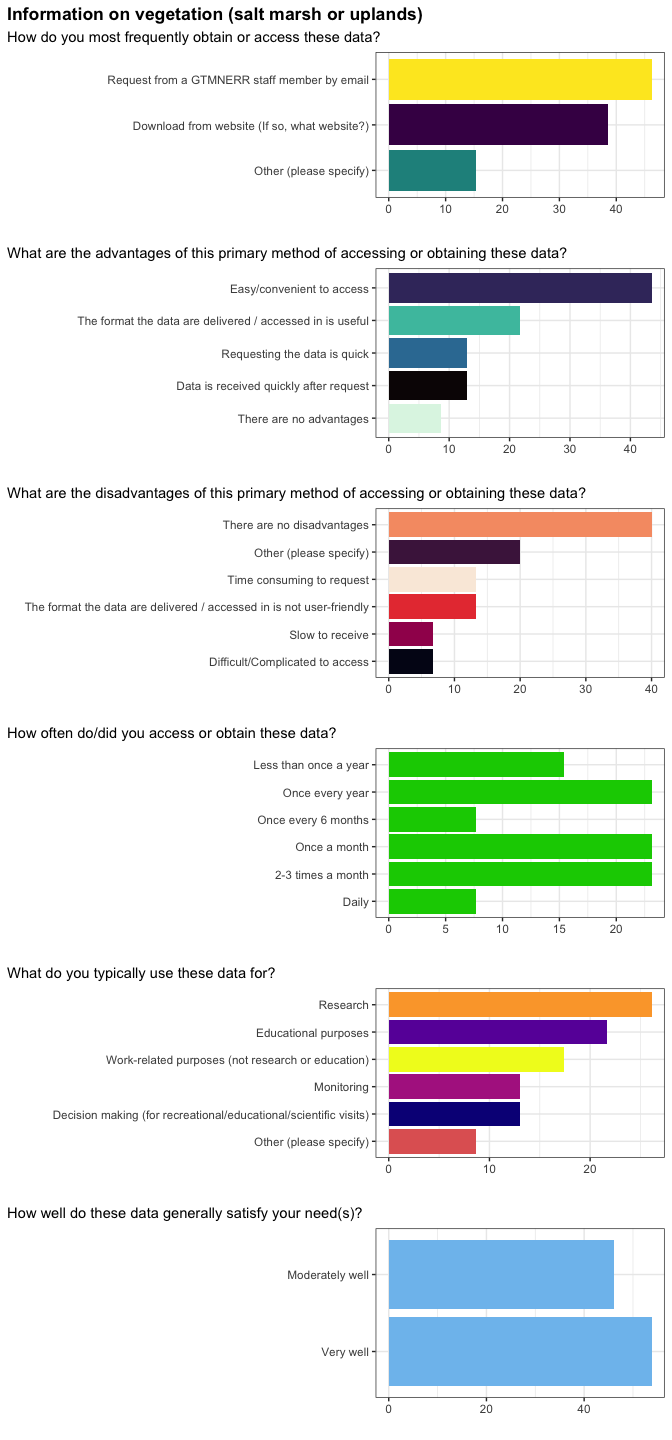 Information on vegetation (salt marsh or uplands)
How do you most frequently obtain or access these data?
Request from a GTMNERR staff member by email
Download from website (If so, what website?)
Other (please specify)
0 10 20 30 40
What are the advantages of this primary method of accessing or obtaining these data?
Easy/convenient to access
The format the data are delivered / accessed in is useful
Requesting the data is quick
Data is received quickly after request
There are no advantages
0 10 20 30 40
What are the disadvantages of this primary method of accessing or obtaining these data?
There are no disadvantages
Other (please specify)
Time consuming to request
The format the data are delivered / accessed in is not user-friendly
Slow to receive
Difficult/Complicated to access
0 10 20 30 40
How often do/did you access or obtain these data?
Less than once a year
Once every year
Once every 6 months
Once a month
2-3 times a month
Daily
0 5 10 15 20
What do you typically use these data for?
Research
Educational purposes
Work-related purposes (not research or education)
Monitoring
Decision making (for recreational/educational/scientific visits)
Other (please specify)
0 10 20
How well do these data generally satisfy your need(s)?
Moderately well
Very well
0 20 40